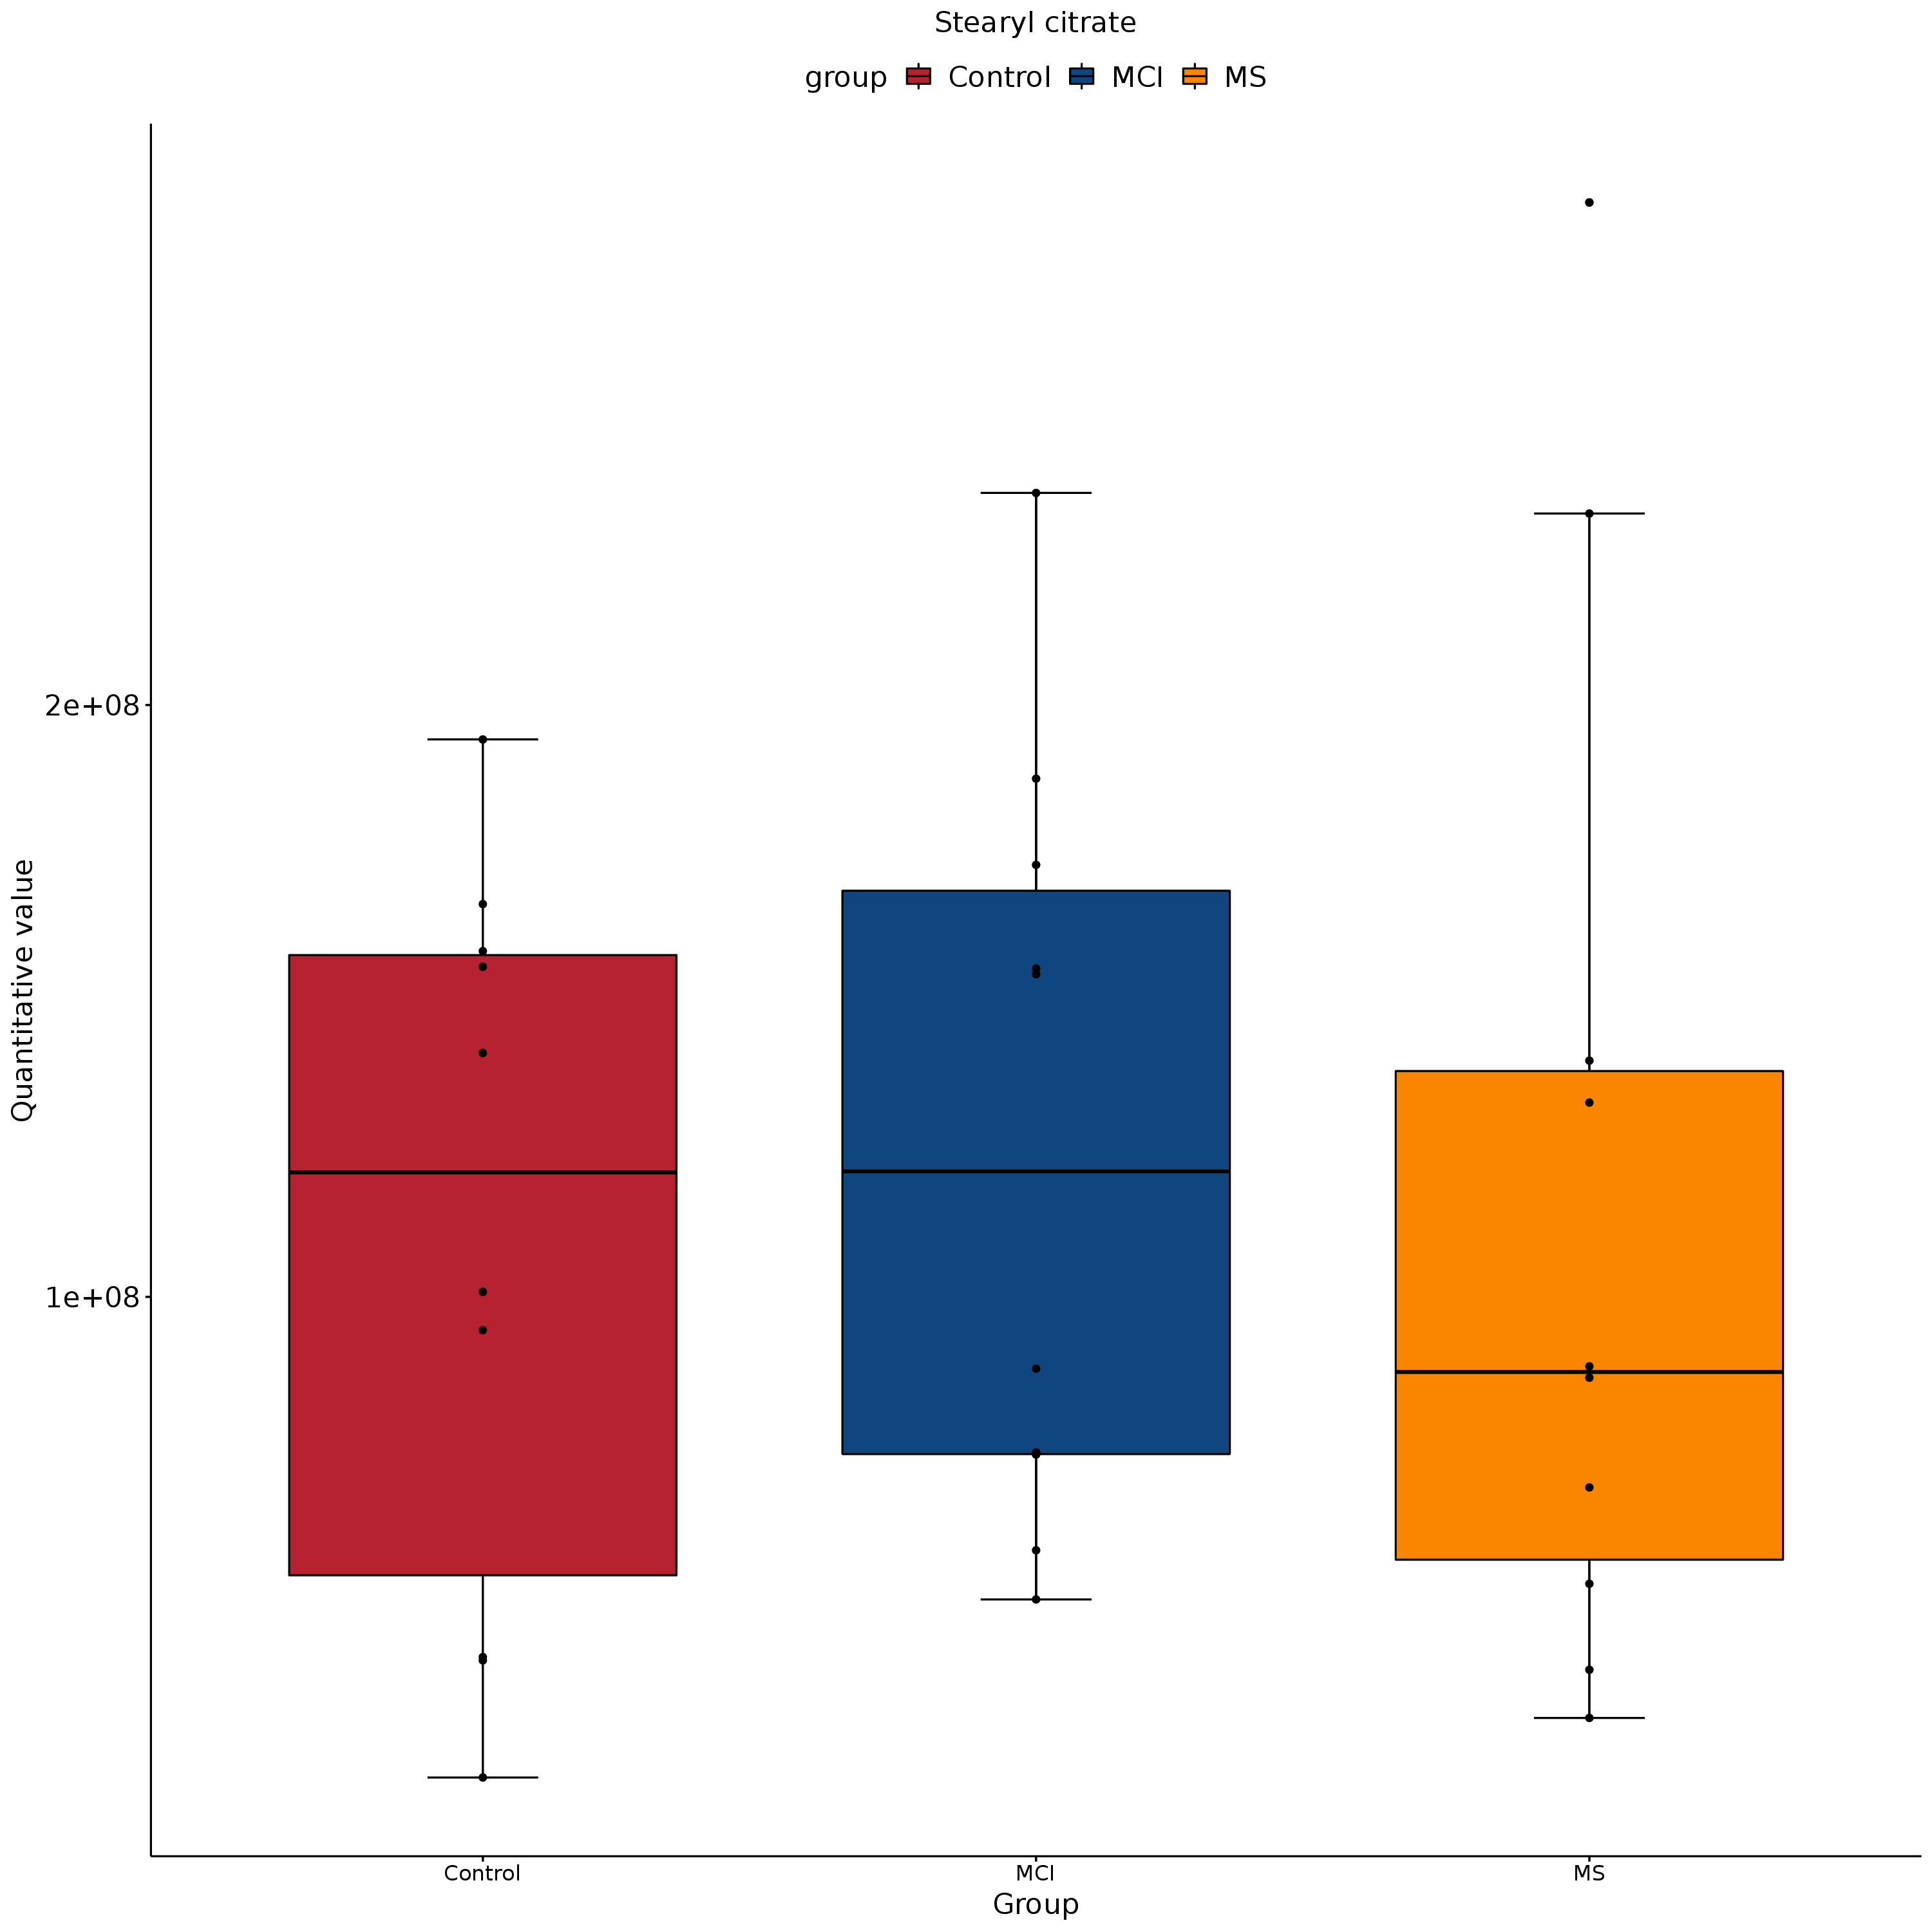 Stearyl citrate
group Control MCI MS
Quantitative value
2e+08
1e+08
Control MCI MS
Group